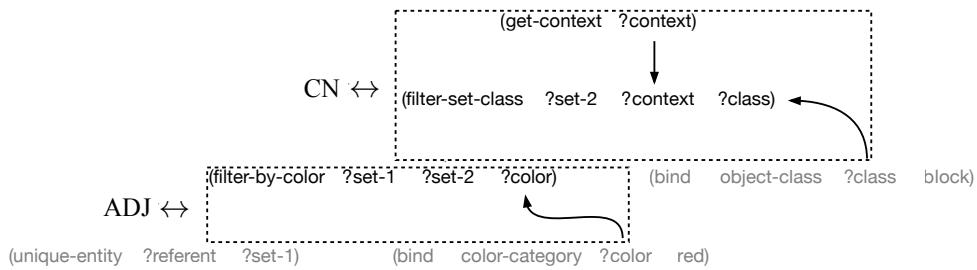 (get-context ?context)
CN ↔
(filter-set-class ?set-2 ?context ?class)
(filter-by-color ?set-1 ?set-2 ?color)
(bind object-class ?class block)
ADJ ↔
(unique-entity ?referent ?set-1)
(bind color-category ?color red)